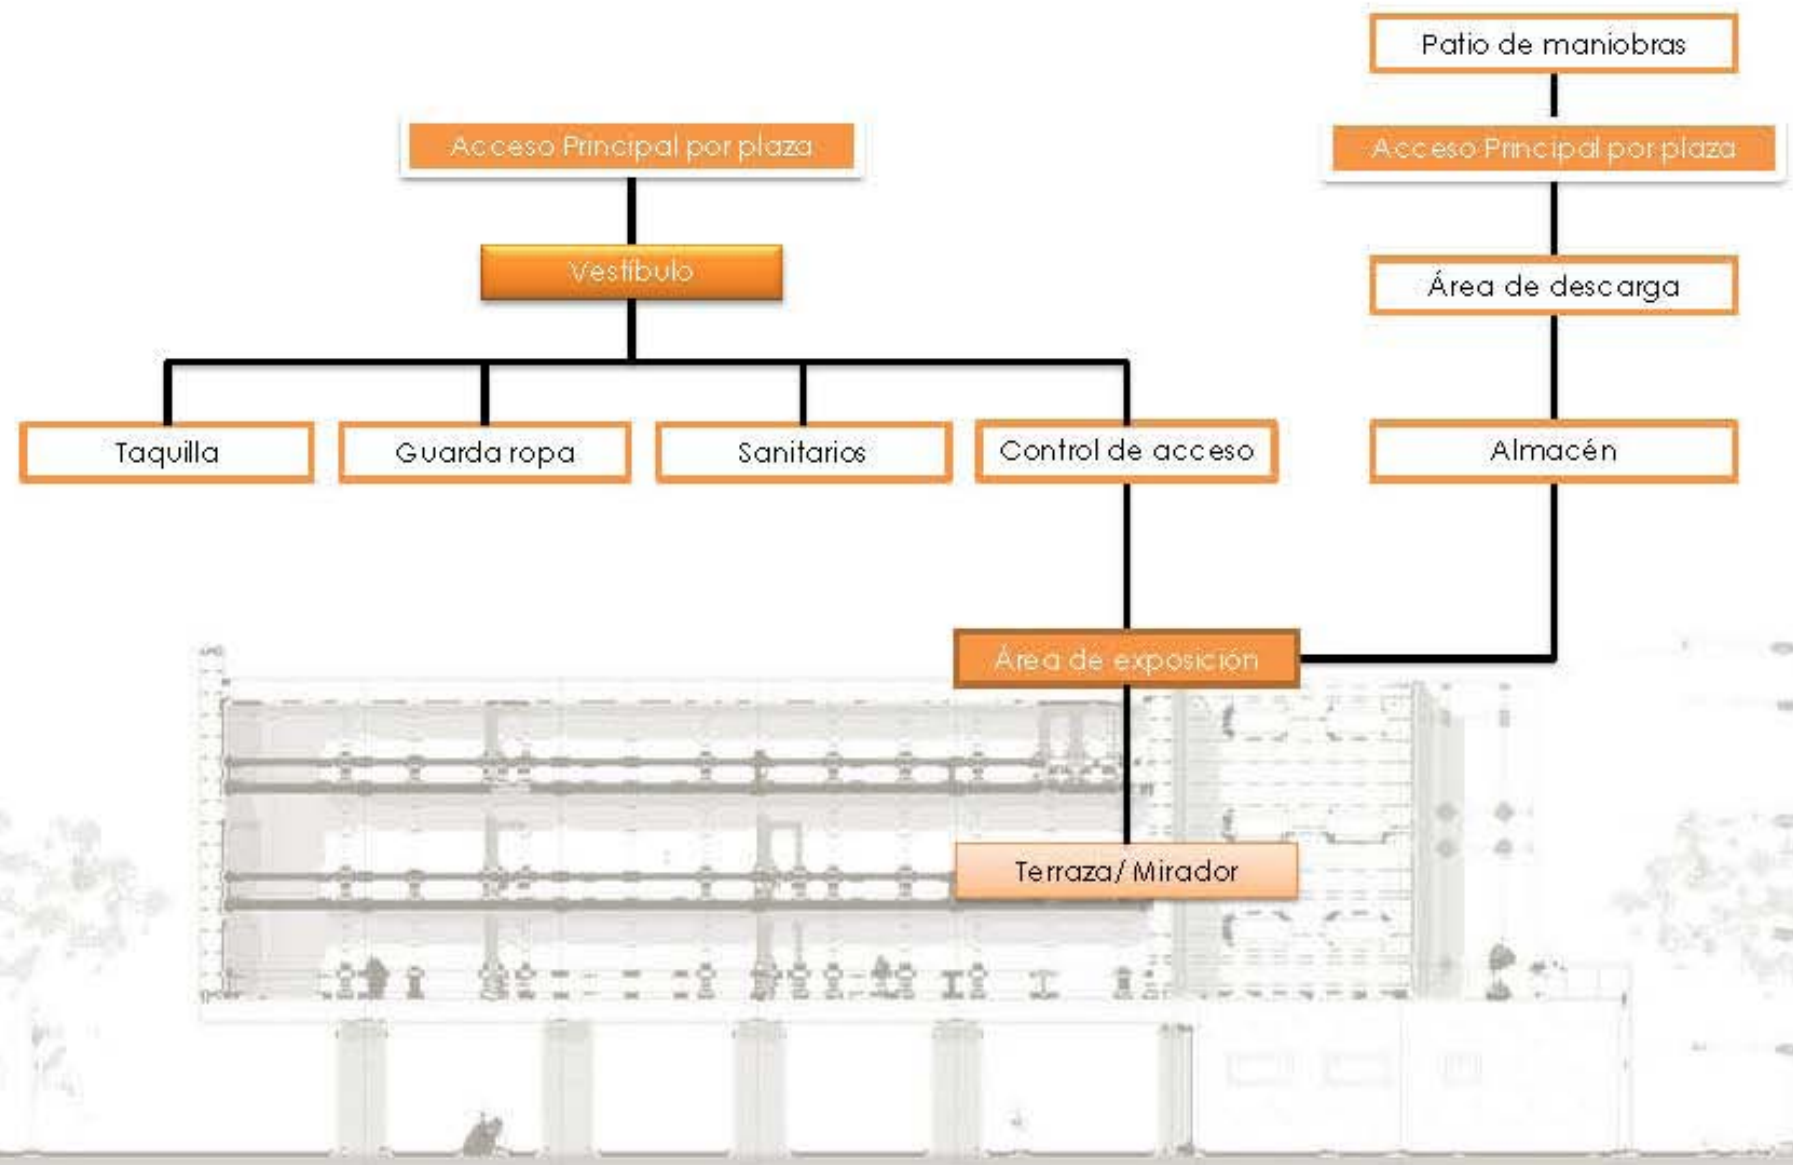 Patio de maniobras
Acceso Principal por plaza
Acceso Principal por plaza
Vestíbulo
Área de descarga
Taquilla
Guarda ropa
Sanitarios
Control de acceso
Almacén
Área de exposición
Terraza/ Mirador